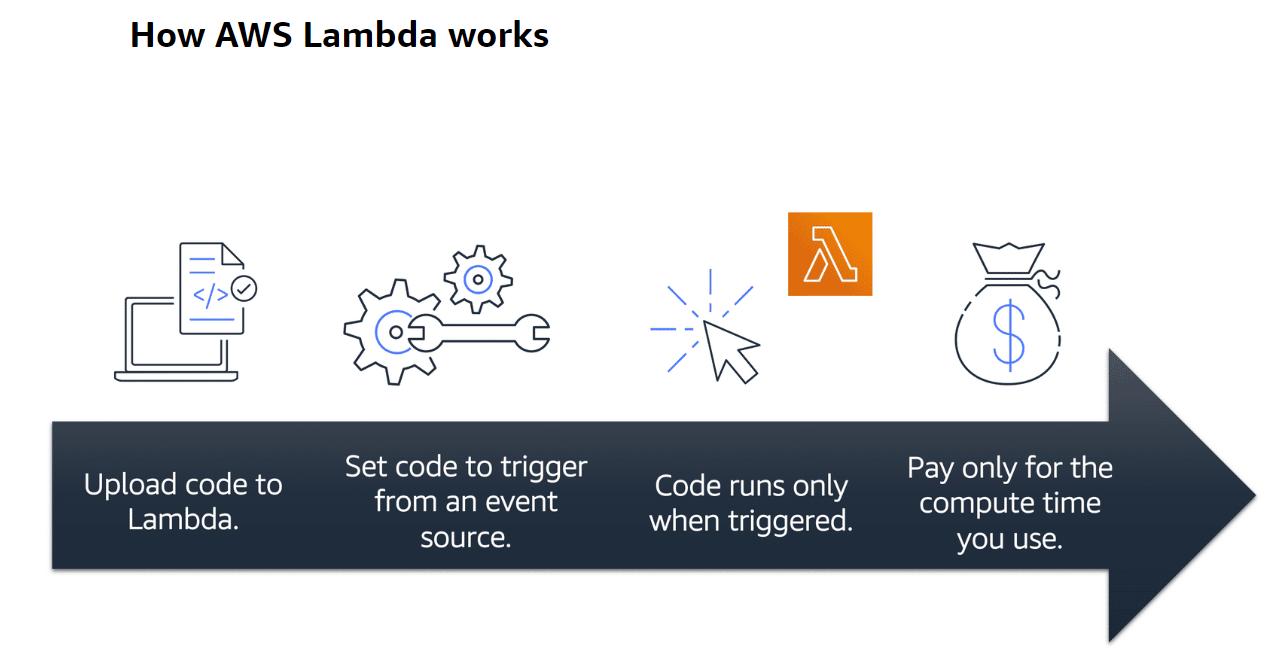 How AWS Lambda works
</>
Upload code to
Lambda.
Set code to trigger
from an event
source.
Code runs only
when triggered.
Pay only for the
compute time
you use.